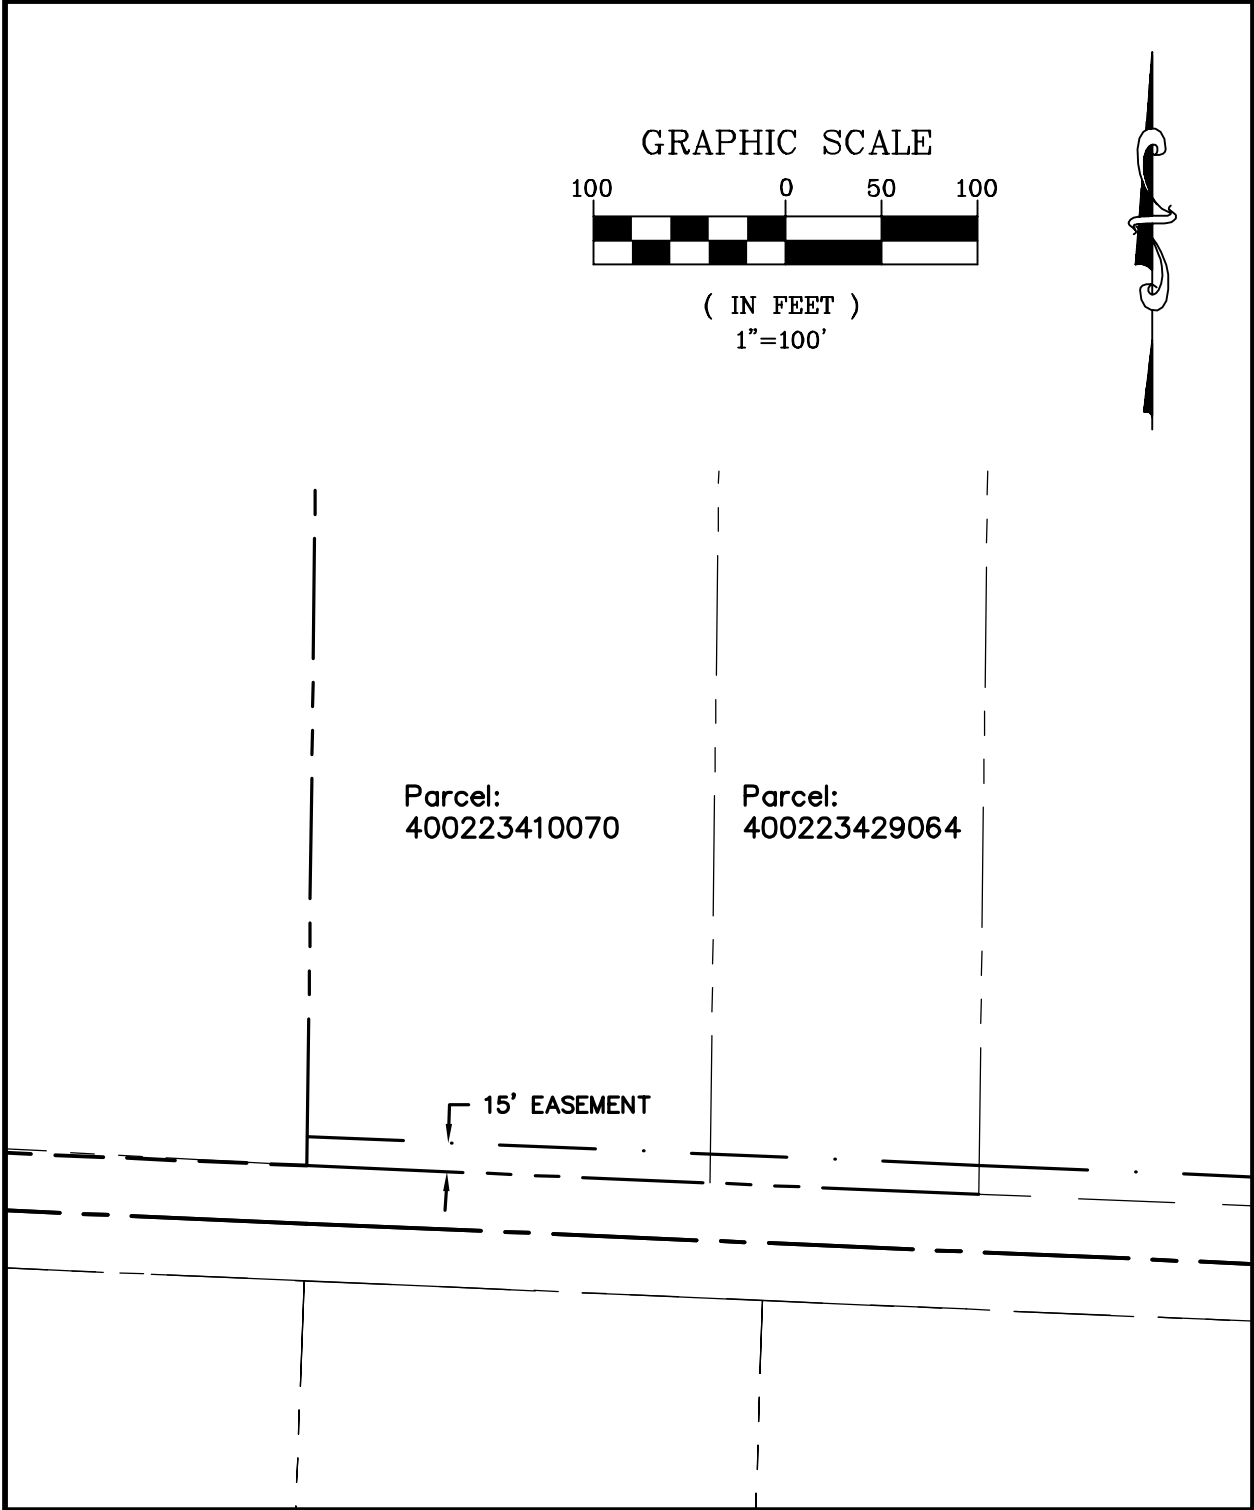 GRAPHIC SCALE
100 0 50 100
( IN FEET )
1"=100'
Parcel:
400223410070
Parcel:
400223429064
15' EASEMENT